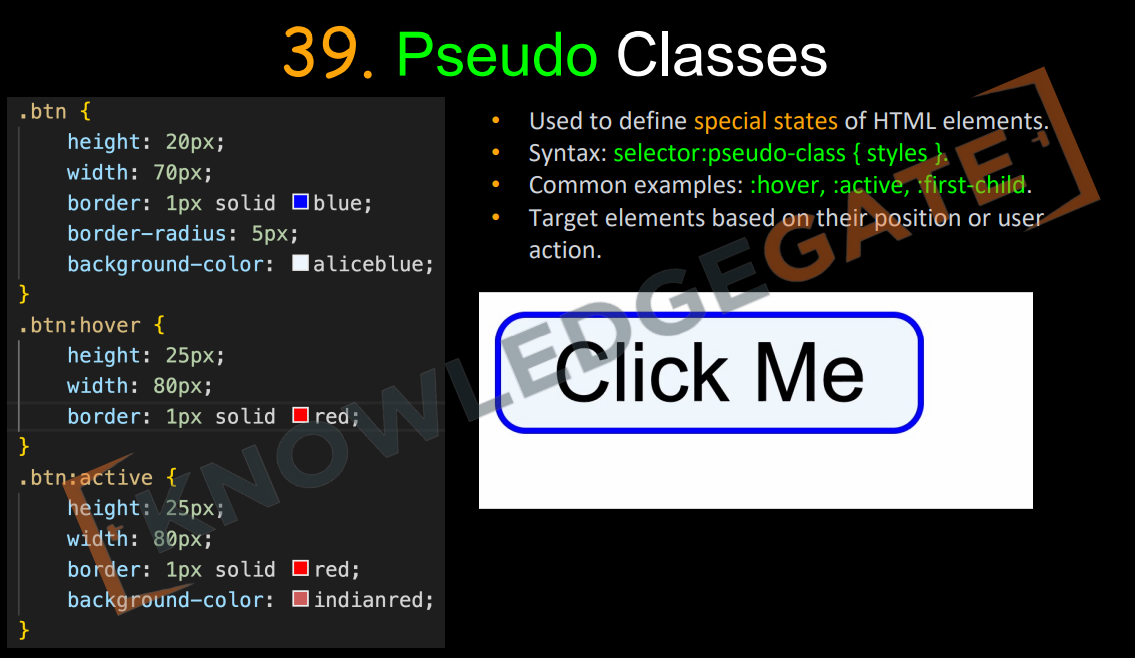 39. Pseudo Classes
.btn {
height: 20px;
width: 70px;
border: 1px solid blue;
border-radius: 5px;
background-color: aliceblue;
}
.btn:hover {
height: 25px;
width: 80px;
border: 1px solid red;
}
.btn:active {
height: 25px;
width: 80px;
border: 1px solid red;
background-color: indianred;
}
• Used to define special states of HTML elements.
• Syntax: selector:pseudo-class { styles }.
• Common examples: :hover, :active, :first-child.
• Target elements based on their position or user
action.
Click Me
KNOWLEDGEGATE